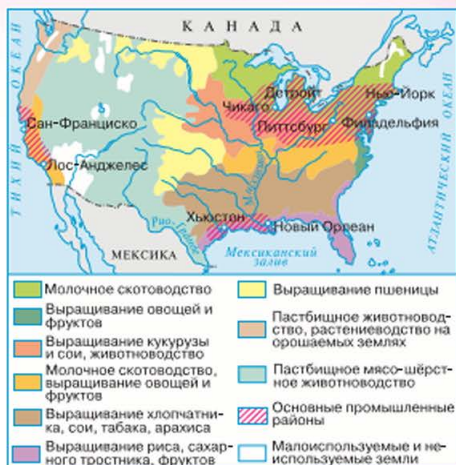 КАНАДА
ТИХИЙ ОКЕАН
Детройт
Нью-Йорк
Чикаго
Сан-Франциско
Питтсбург
Филадельфия
Лос-Анджелес
Миссисипи
АТЛАНТИЧЕСКИЙ ОКЕАН
Рио-Гранде
Хьюстон
Новый Орлеан
МЕКСИКА
Мексиканский
залив
Молочное скотоводство
Выращивание овощей и
фруктов
Выращивание кукурузы
и сои, животноводство
Молочное скотоводство,
выращивание овощей и
фруктов
Выращивание хлопчатни-
ка, сои, табака, арахиса
Выращивание риса, сахар-
ного тростника, фруктов
Выращивание пшеницы
Пастбищное животновод-
ство, растениеводство на
орошаемых землях
Пастбищное мясо-шёрст-
ное животноводство
Основные промышленные
районы
Малоиспользуемые и не-
используемые земли